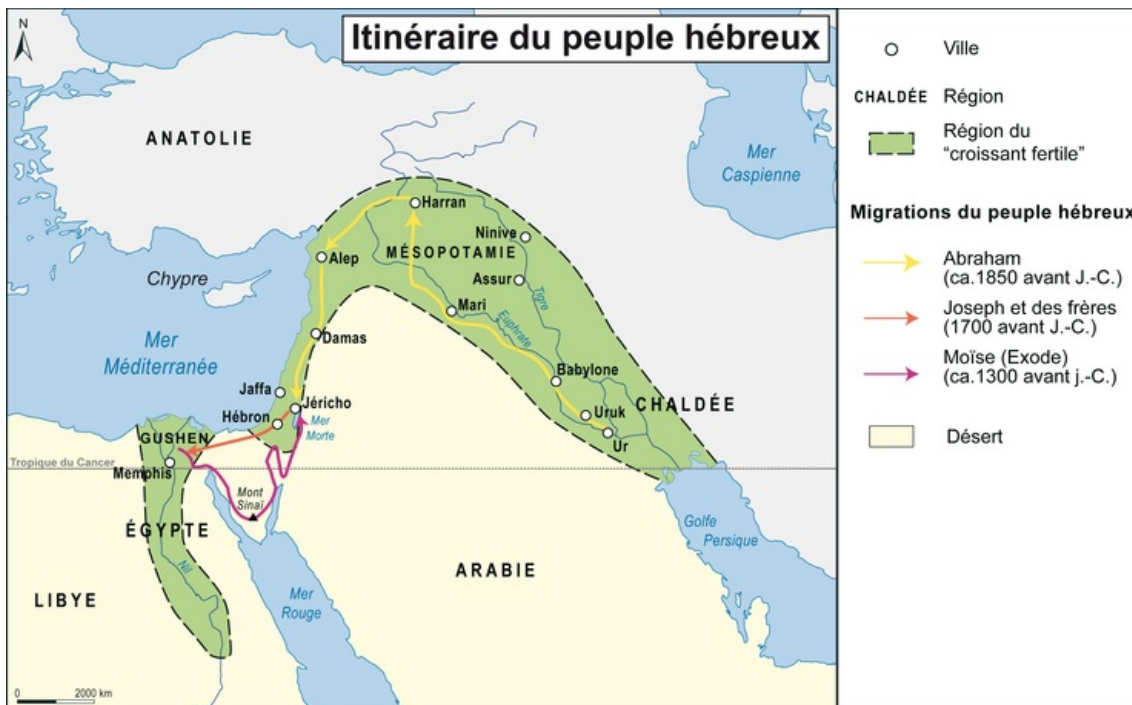 Itinéraire du peuple hébreux
N
ANATOLIE
Mer
Caspienne
Harran
Ninive
MÉSOPOTAMIE
Alep
Chypre
Assur
Tigre
Mari
Euphrate
Mer
Méditerranée
Damas
Babylone
Jaffa
Jéricho
Uruk
CHALDÉE
Hébron
Mer
Morte
Ur
GUSHEN
Tropique du Cancer
Memphis
Mont
Sinaï
ÉGYPTE
Golfe
Persique
Nil
ARABIE
LIBYE
Mer
Rouge
0 2000 km
Ville
CHALDÉE Région
Région du
“croissant fertile”
Migrations du peuple hébreux
Abraham
(ca.1850 avant J.-C.)
Joseph et des frères
(1700 avant J.-C.)
Moïse (Exode)
(ca.1300 avant j.-C.)
Désert